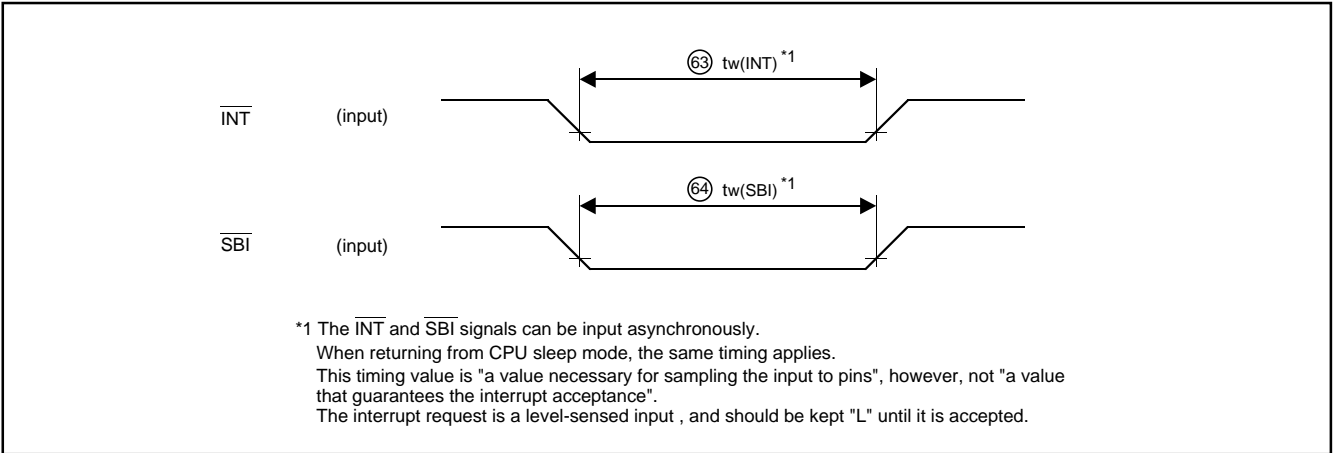 63 tw(INT) *1
INT (input)
64 tw(SBI) *1
SBI (input)
*1 The INT and SBI signals can be input asynchronously.
When returning from CPU sleep mode, the same timing applies.
This timing value is "a value necessary for sampling the input to pins", however, not "a value
that guarantees the interrupt acceptance".
The interrupt request is a level-sensed input , and should be kept "L" until it is accepted.